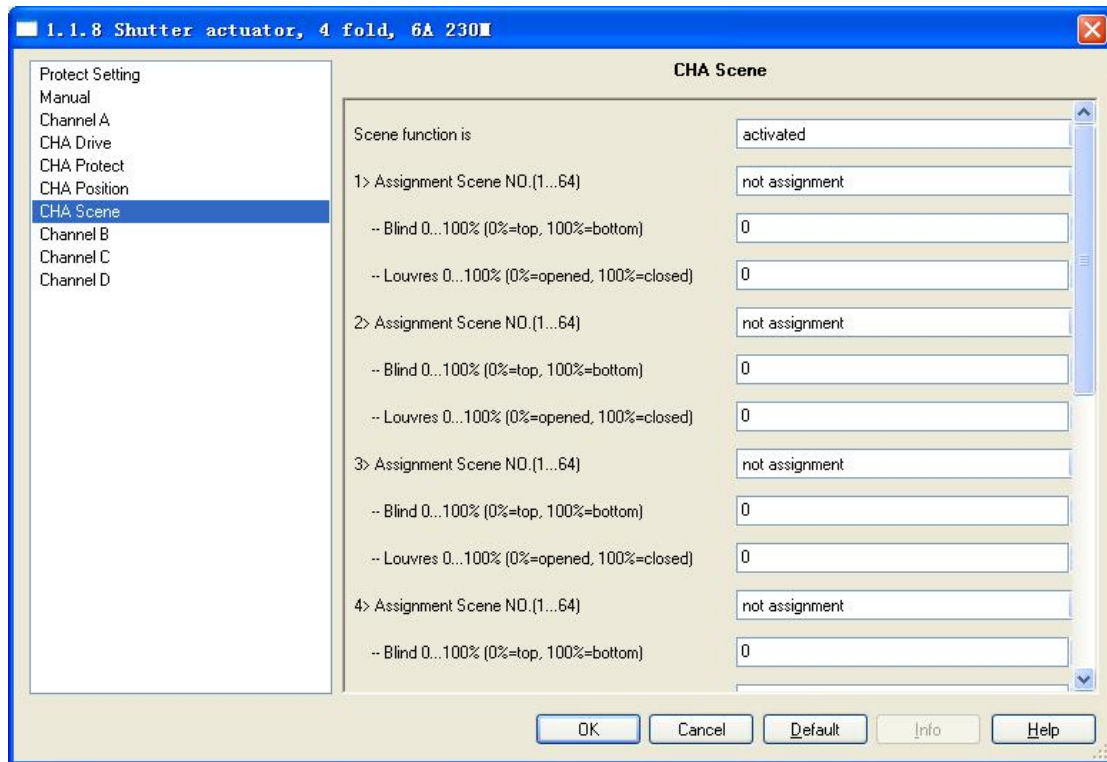 1.1.8 Shutter actuator, 4 fold, 6A 230M
Protect Setting
Manual
Channel A
CHA Drive
CHA Protect
CHA Position
CHA Scene
Channel B
Channel C
Channel D
CHA Scene
Scene function is activated
1> Assignment Scene NO.(1...64) not assignment
-- Blind 0...100% (0%=top, 100%=bottom) 0
-- Louvres 0...100% (0%=opened, 100%=closed) 0
2> Assignment Scene NO.(1...64) not assignment
-- Blind 0...100% (0%=top, 100%=bottom) 0
-- Louvres 0...100% (0%=opened, 100%=closed) 0
3> Assignment Scene NO.(1...64) not assignment
-- Blind 0...100% (0%=top, 100%=bottom) 0
-- Louvres 0...100% (0%=opened, 100%=closed) 0
4> Assignment Scene NO.(1...64) not assignment
-- Blind 0...100% (0%=top, 100%=bottom) 0
OK Cancel Default Info Help